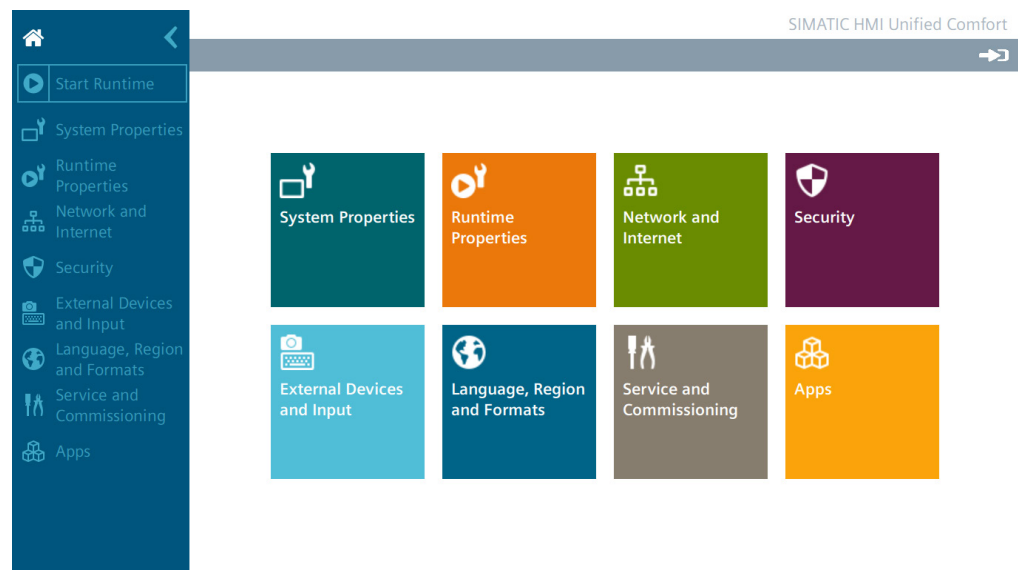 SIMATIC HMI Unified Comfort
Start Runtime
System Properties
Runtime
Properties
Network and
Internet
Security
External Devices
and Input
Language, Region
and Formats
Service and
Commissioning
Apps
System Properties
Runtime
Properties
Network and
Internet
Security
External Devices
and Input
Language, Region
and Formats
Service and
Commissioning
Apps